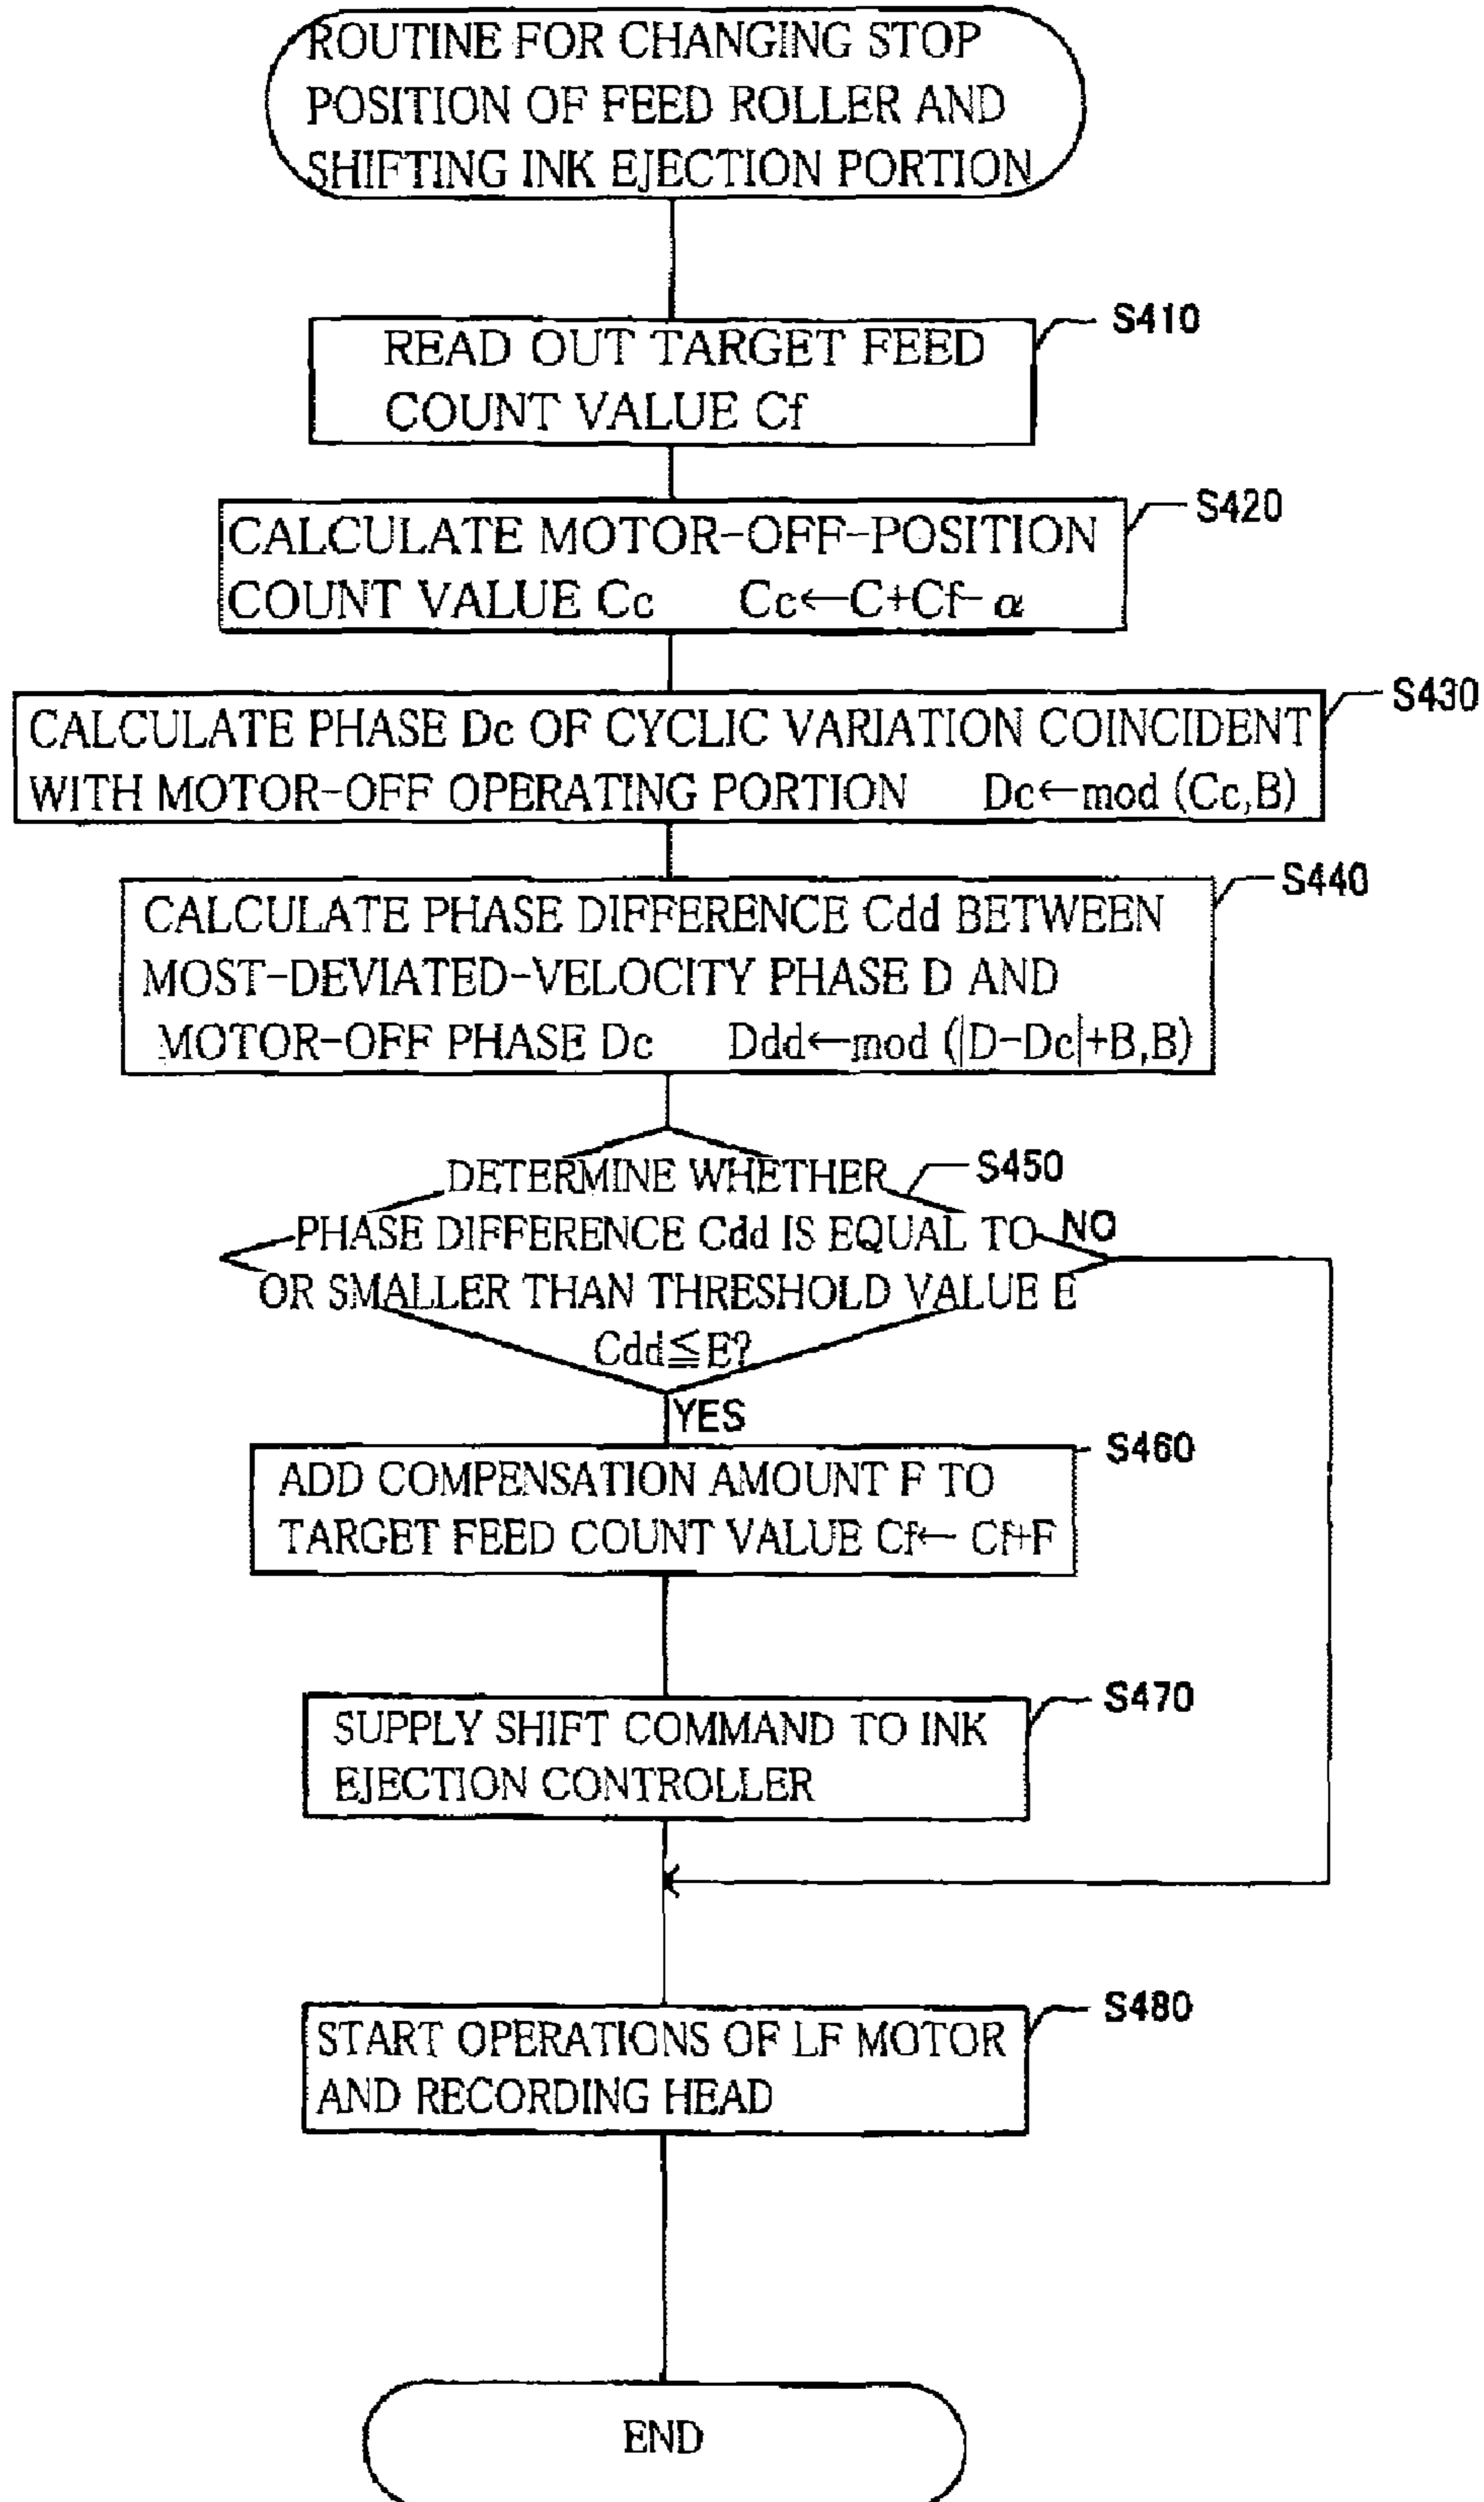 ROUTINE FOR CHANGING STOP
POSITION OF FEED ROLLER AND
SHIFTING INK EJECTION PORTION
S410
READ OUT TARGET FEED
COUNT VALUE Cf
S420
CALCULATE MOTOR-OFF-POSITION
COUNT VALUE Cc Cc←C+Cf-α
S430
CALCULATE PHASE Dc OF CYCLIC VARIATION COINCIDENT
WITH MOTOR-OFF OPERATING PORTION Dc←mod (Cc,B)
S440
CALCULATE PHASE DIFFERENCE Cdd BETWEEN
MOST-DEVIATED-VELOCITY PHASE D AND
MOTOR-OFF PHASE Dc Ddd←mod (|D-Dc|+B,B)
DETERMINE WHETHER S450
PHASE DIFFERENCE Cdd IS EQUAL TO NO
OR SMALLER THAN THRESHOLD VALUE E
Cdd≦E?
YES
S460
ADD COMPENSATION AMOUNT F TO
TARGET FEED COUNT VALUE Cf← Cf+F
S470
SUPPLY SHIFT COMMAND TO INK
EJECTION CONTROLLER
S480
START OPERATIONS OF LF MOTOR
AND RECORDING HEAD
END